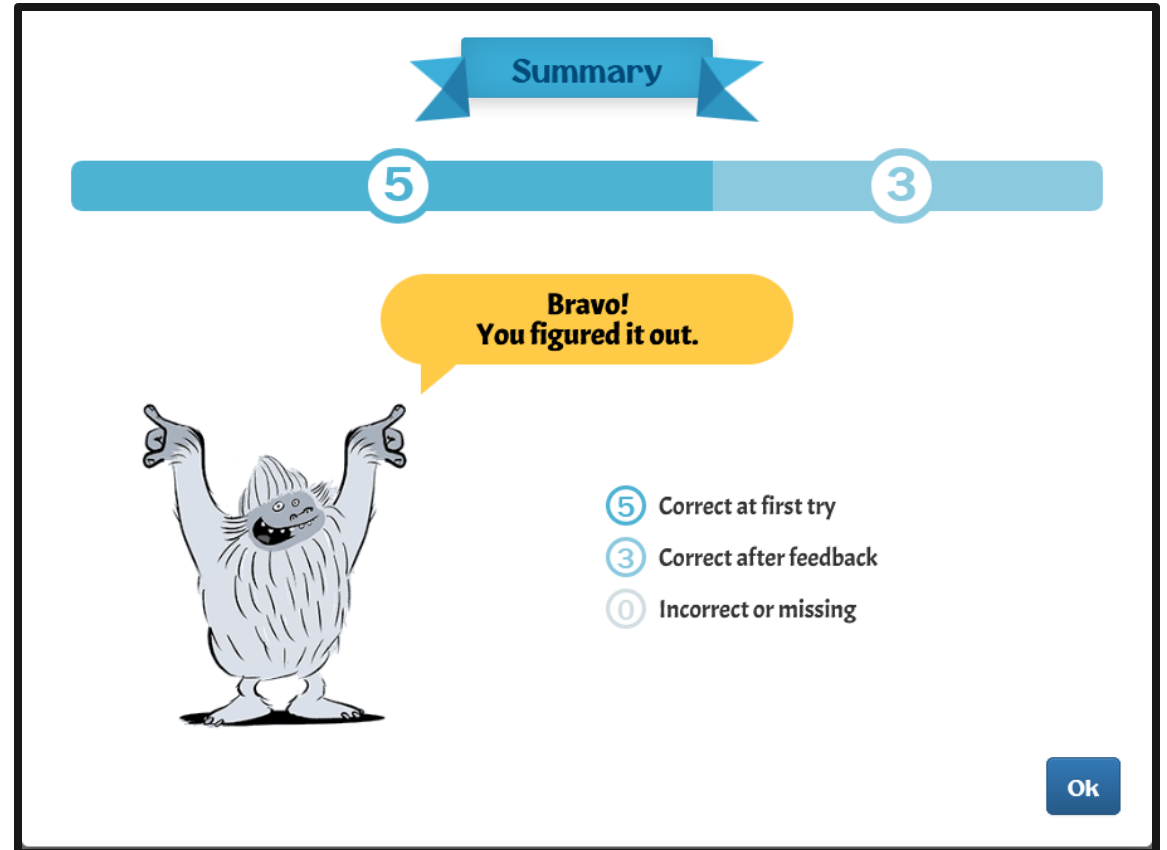 Summary
5
3
Bravo!
You figured it out.
5 Correct at first try
3 Correct after feedback
0 Incorrect or missing
Ok